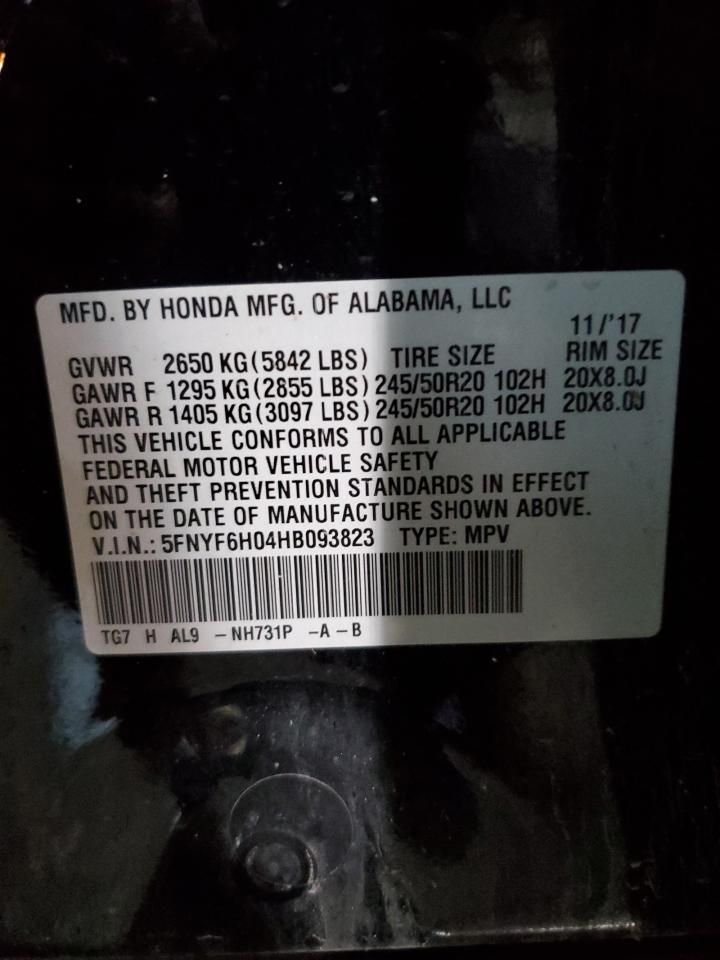 MFD. BY HONDA MFG. OF ALABAMA, LLC
11/'17
GVWR 2650 KG(5842 LBS) TIRE SIZE RIM SIZE
GAWR F 1295 KG(2855 LBS) 245/50R20 102H 20X8.0J
GAWR R 1405 KG(3097 LBS) 245/50R20 102H 20X8.0J
THIS VEHICLE CONFORMS TO ALL APPLICABLE
FEDERAL MOTOR VEHICLE SAFETY
AND THEFT PREVENTION STANDARDS IN EFFECT
ON THE DATE OF MANUFACTURE SHOWN ABOVE.
V.I.N.: 5FNYF6H04HB093823 TYPE: MPV
TG7 H AL9 – NH731P –A – B